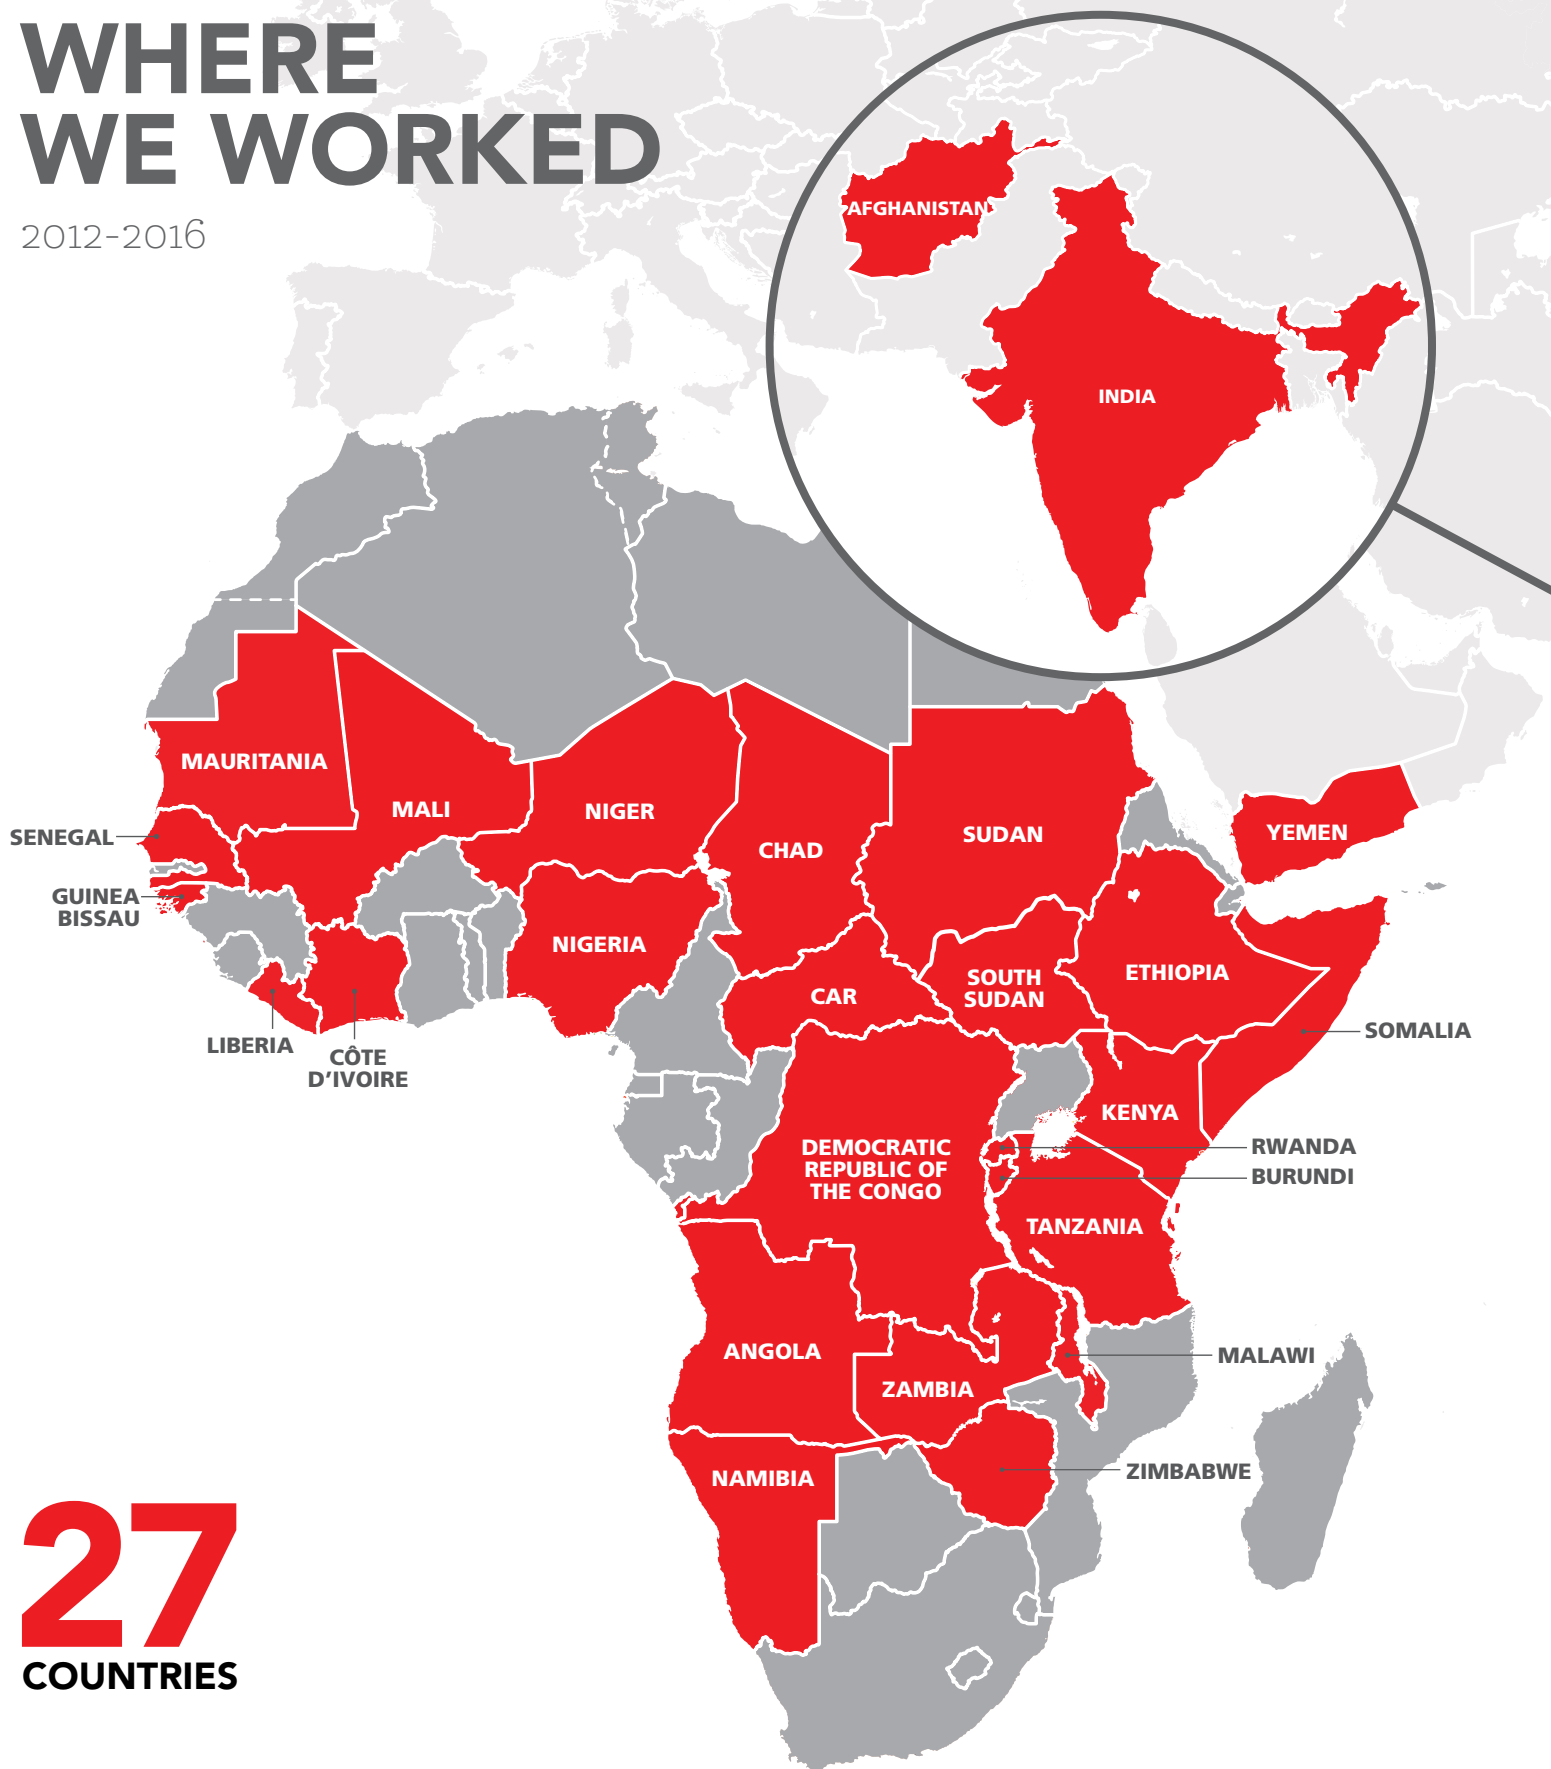 WHERE
WE WORKED
2012-2016
AFGHANISTAN
INDIA
MAURITANIA
MALI
NIGER
CHAD
SUDAN
YEMEN
SENEGAL
GUINEA
BISSAU
NIGERIA
CAR
SOUTH
SUDAN
ETHIOPIA
SOMALIA
LIBERIA
CÔTE
D'IVOIRE
KENYA
DEMOCRATIC
REPUBLIC OF
THE CONGO
RWANDA
BURUNDI
TANZANIA
ANGOLA
MALAWI
ZAMBIA
NAMIBIA
ZIMBABWE
27
COUNTRIES